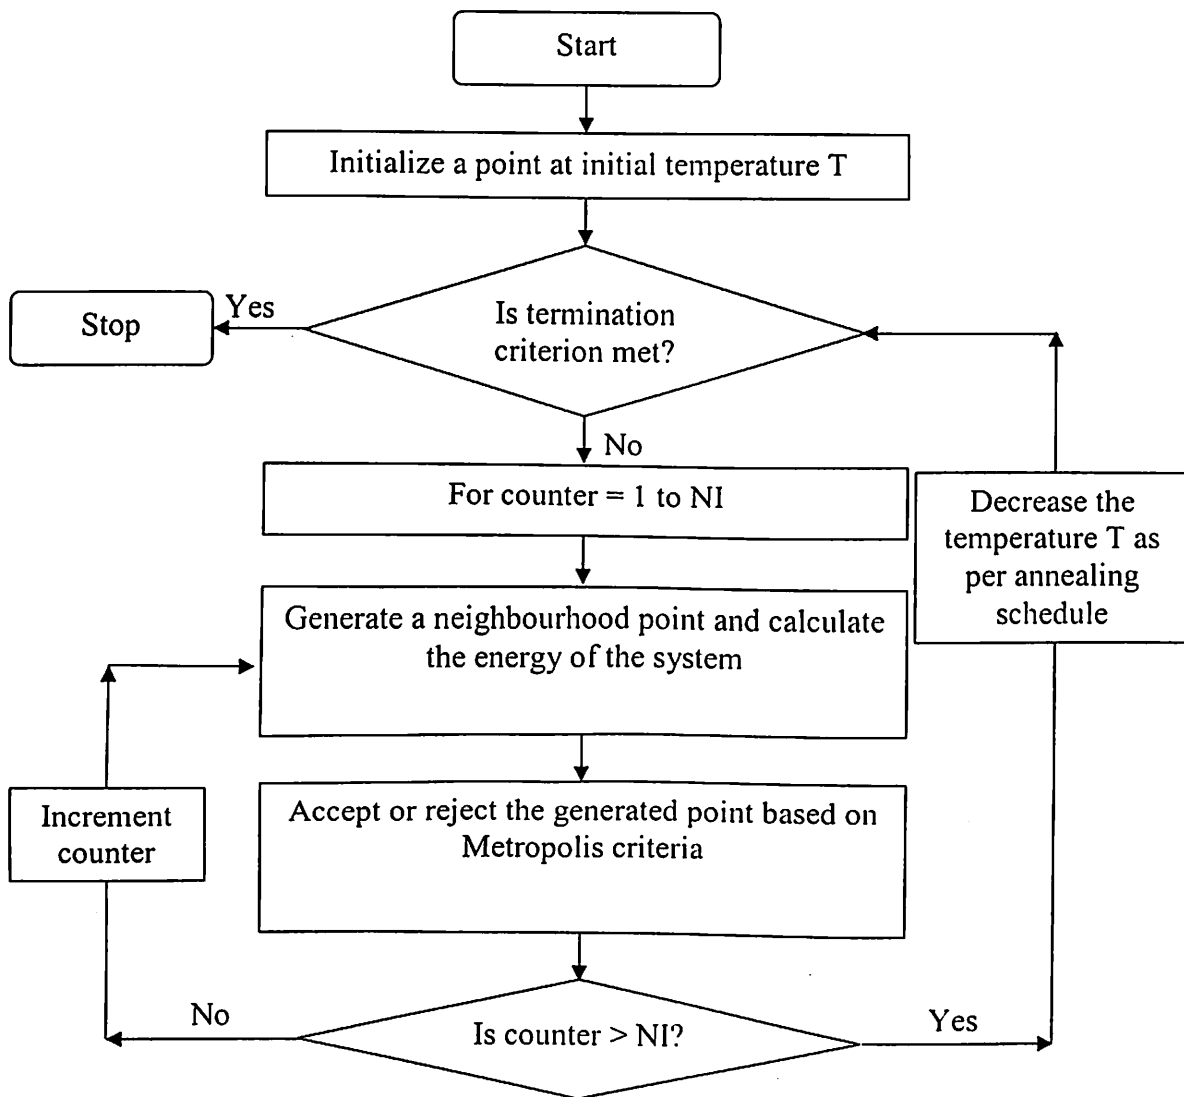 Start
Initialize a point at initial temperature T
Stop
Yes
Is termination
criterion met?
No
For counter = 1 to NI
Decrease the
temperature T as
per annealing
schedule
Generate a neighbourhood point and calculate
the energy of the system
Increment
counter
Accept or reject the generated point based on
Metropolis criteria
No
Is counter > NI?
Yes